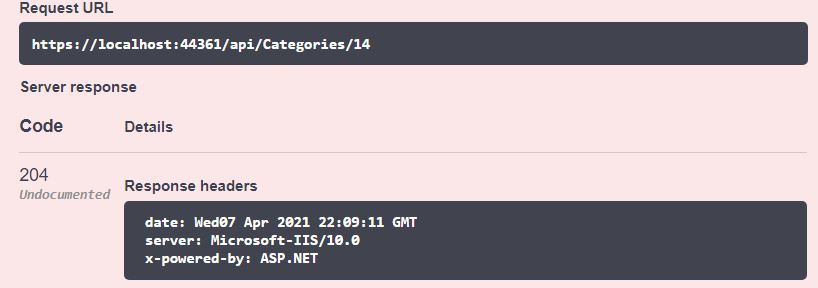 Request URL
https://localhost:44361/api/Categories/14
Server response
Code Details
204
Undocumented
Response headers
date: Wed07 Apr 2021 22:09:11 GMT
server: Microsoft-IIS/10.0
x-powered-by: ASP.NET